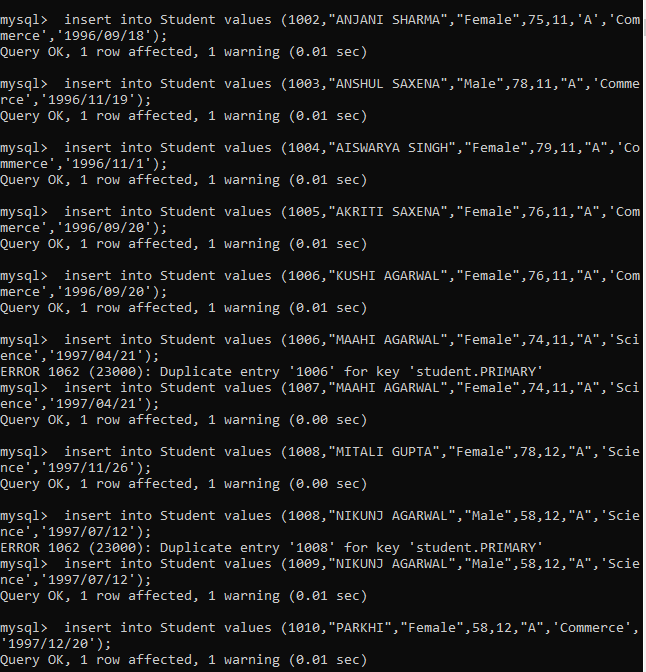 mysql>  insert into Student values (1002,"ANJANI SHARMA","Female",75,11,'A','Com
merce','1996/09/18');
Query OK, 1 row affected, 1 warning (0.01 sec)
mysql>  insert into Student values (1003,"ANSHUL SAXENA","Male",78,11,"A",'Comme
rce','1996/11/19');
Query OK, 1 row affected, 1 warning (0.01 sec)
mysql>  insert into Student values (1004,"AISWARYA SINGH","Female",79,11,"A",'Co
mmerce','1996/11/1');
Query OK, 1 row affected, 1 warning (0.01 sec)
mysql>  insert into Student values (1005,"AKRITI SAXENA","Female",76,11,"A",'Com
merce','1996/09/20');
Query OK, 1 row affected, 1 warning (0.01 sec)
mysql>  insert into Student values (1006,"KUSHI AGARWAL","Female",76,11,"A",'Com
merce','1996/09/20');
Query OK, 1 row affected, 1 warning (0.01 sec)
mysql>  insert into Student values (1006,"MAAHI AGARWAL","Female",74,11,"A",'Sci
ence','1997/04/21');
ERROR 1062 (23000): Duplicate entry '1006' for key 'student.PRIMARY'
mysql>  insert into Student values (1007,"MAAHI AGARWAL","Female",74,11,"A",'Sci
ence','1997/04/21');
Query OK, 1 row affected, 1 warning (0.00 sec)
mysql>  insert into Student values (1008,"MITALI GUPTA","Female",78,12,"A",'Scie
nce','1997/11/26');
Query OK, 1 row affected, 1 warning (0.00 sec)
mysql>  insert into Student values (1008,"NIKUNJ AGARWAL","Male",58,12,"A",'Scie
nce','1997/07/12');
ERROR 1062 (23000): Duplicate entry '1008' for key 'student.PRIMARY'
mysql>  insert into Student values (1009,"NIKUNJ AGARWAL","Male",58,12,"A",'Scie
nce','1997/07/12');
Query OK, 1 row affected, 1 warning (0.01 sec)
mysql>  insert into Student values (1010,"PARKHI","Female",58,12,"A",'Commerce',
'1997/12/20');
Query OK, 1 row affected, 1 warning (0.01 sec)